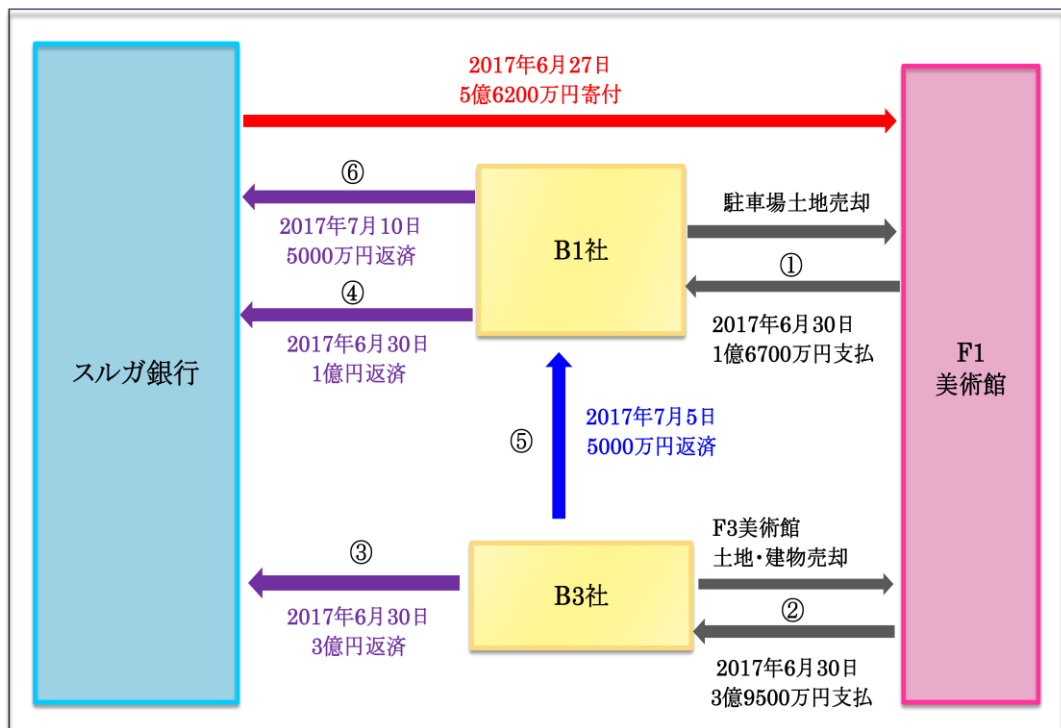 2017年6月27日
5億6200万円寄付
⑥
2017年7月10日
5000万円返済
④
2017年6月30日
1億円返済
スルガ銀行
B1社
駐車場土地売却
①
2017年6月30日
1億6700万円支払
F1
美術館
⑤
2017年7月5日
5000万円返済
③
2017年6月30日
3億円返済
B3社
F3美術館
土地・建物売却
②
2017年6月30日
3億9500万円支払